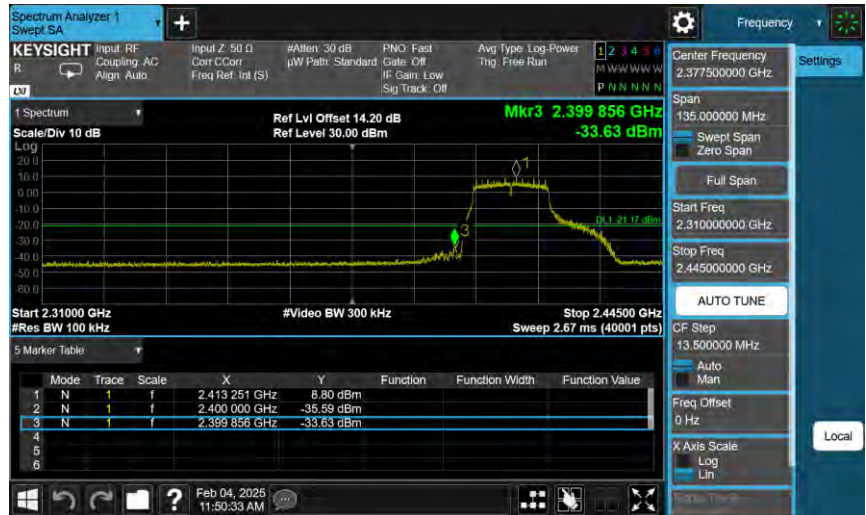 Spectrum Analyzer 1
Swept SA
Frequency
KEYSIGHT
R
LXI
Input: RF
Coupling: AC
Align: Auto
Input Z: 50 Ω
Corr CCorr
Freq Ref: Int (S)
#Atten: 30 dB
µW Path: Standard
PNO: Fast
Gate: Off
IF Gain: Low
Sig Track: Off
Avg Type: Log-Power
Trig: Free Run
1 2 3 4 5 6
M W W W W W
P N N N N N
Center Frequency
2.377500000 GHz
Settings
Span
135.000000 MHz
Swept Span
Zero Span
Full Span
Start Freq
2.310000000 GHz
Stop Freq
2.445000000 GHz
AUTO TUNE
CF Step
13.500000 MHz
Auto
Man
Freq Offset
0 Hz
X Axis Scale
Log
Lin
Local
1 Spectrum
Scale/Div 10 dB
Ref Lvl Offset 14.20 dB
Ref Level 30.00 dBm
Mkr3 2.399 856 GHz
-33.63 dBm
Log
20.0
10.0
0.00
-10.0
-20.0
-30.0
-40.0
-50.0
-60.0
1
3
DL1 -21.17 dBm
Start 2.31000 GHz
#Res BW 100 kHz
#Video BW 300 kHz
Stop 2.44500 GHz
Sweep 2.67 ms (40001 pts)
5 Marker Table
Mode Trace Scale X Y Function Function Width Function Value
1 N 1 f 2.413 251 GHz 8.80 dBm
2 N 1 f 2.400 000 GHz -35.59 dBm
3 N 1 f 2.399 856 GHz -33.63 dBm
4
5
6
?
Feb 04, 2025
11:50:33 AM